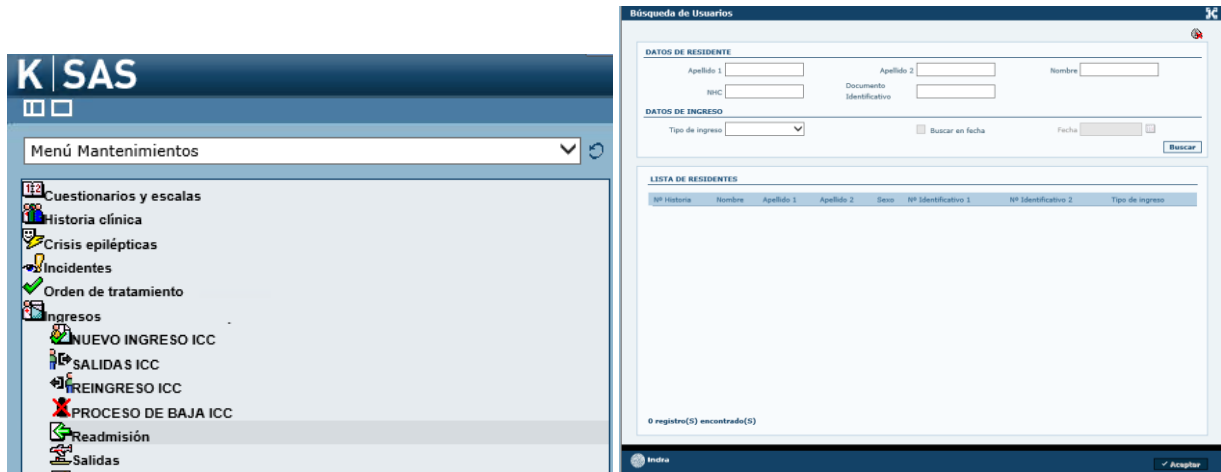 K SAS
Menú Mantenimientos
Cuestionarios y escalas
Historia clínica
Crisis epilépticas
Incidentes
Orden de tratamiento
Ingresos
NUEVO INGRESO ICC
SALIDAS ICC
REINGRESO ICC
PROCESO DE BAJA ICC
Readmisión
Salidas
Búsqueda de Usuarios
DATOS DE RESIDENTE
Apellido 1 Apellido 2 Nombre
NHC Documento Identificativo
DATOS DE INGRESO
Tipo de ingreso Buscar en fecha Fecha
Buscar
LISTA DE RESIDENTES
Nº Historia Nombre Apellido 1 Apellido 2 Sexo Nº Identificativo 1 Nº Identificativo 2 Tipo de ingreso
0 registro(S) encontrado(S)
Indra Aceptar